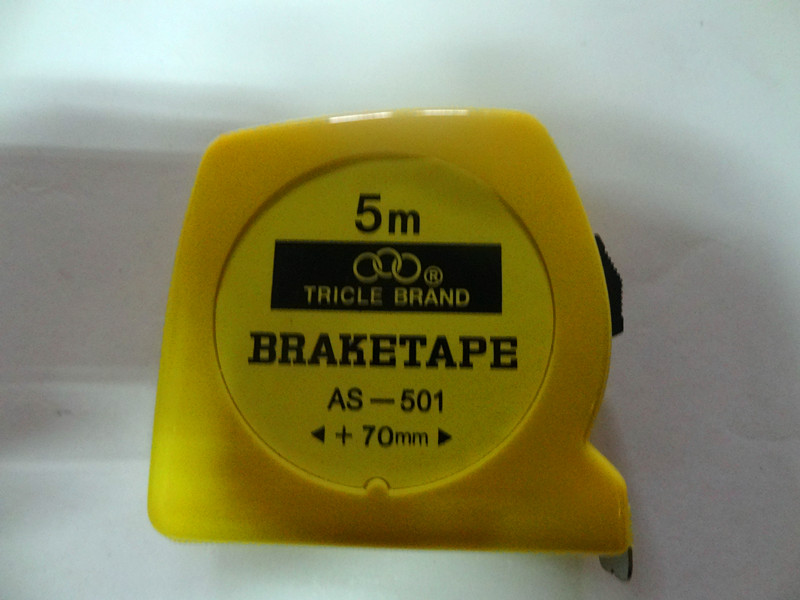 5m
®
TRICLE BRAND
BRAKETAPE
AS—501
◀ + 70mm ▶